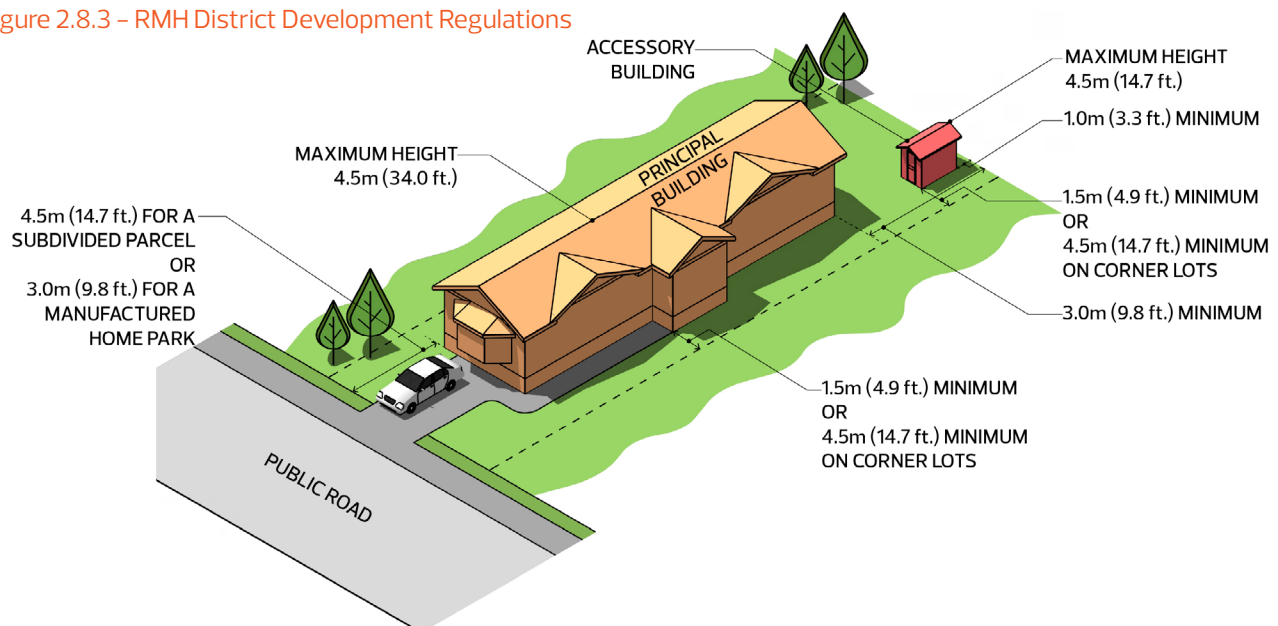 gure 2.8.3 – RMH District Development Regulations
ACCESSORY
BUILDING
MAXIMUM HEIGHT
4.5m (14.7 ft.)
1.0m (3.3 ft.) MINIMUM
PRINCIPAL
BUILDING
MAXIMUM HEIGHT
4.5m (34.0 ft.)
4.5m (14.7 ft.) FOR A
SUBDIVIDED PARCEL
OR
3.0m (9.8 ft.) FOR A
MANUFACTURED
HOME PARK
1.5m (4.9 ft.) MINIMUM
OR
4.5m (14.7 ft.) MINIMUM
ON CORNER LOTS
3.0m (9.8 ft.) MINIMUM
1.5m (4.9 ft.) MINIMUM
OR
4.5m (14.7 ft.) MINIMUM
ON CORNER LOTS
PUBLIC ROAD